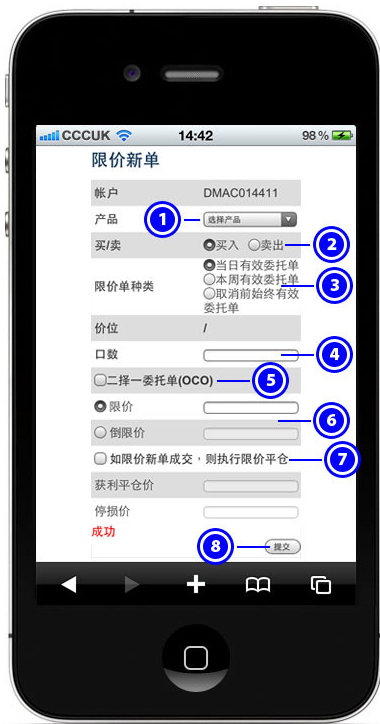 CCCUK 14:42 98 %
限价新单
帐户 DMAC014411
产品 1 选择产品
买/卖 买入 卖出 2
当日有效委托单
限价单种类 本周有效委托单 3
取消前始终有效
委托单
价位 /
口数 4
二择一委托单(OCO) 5
限价
6
倒限价
如限价新单成交，则执行限价平仓 7
获利平仓价
停损价
成功
8 提交